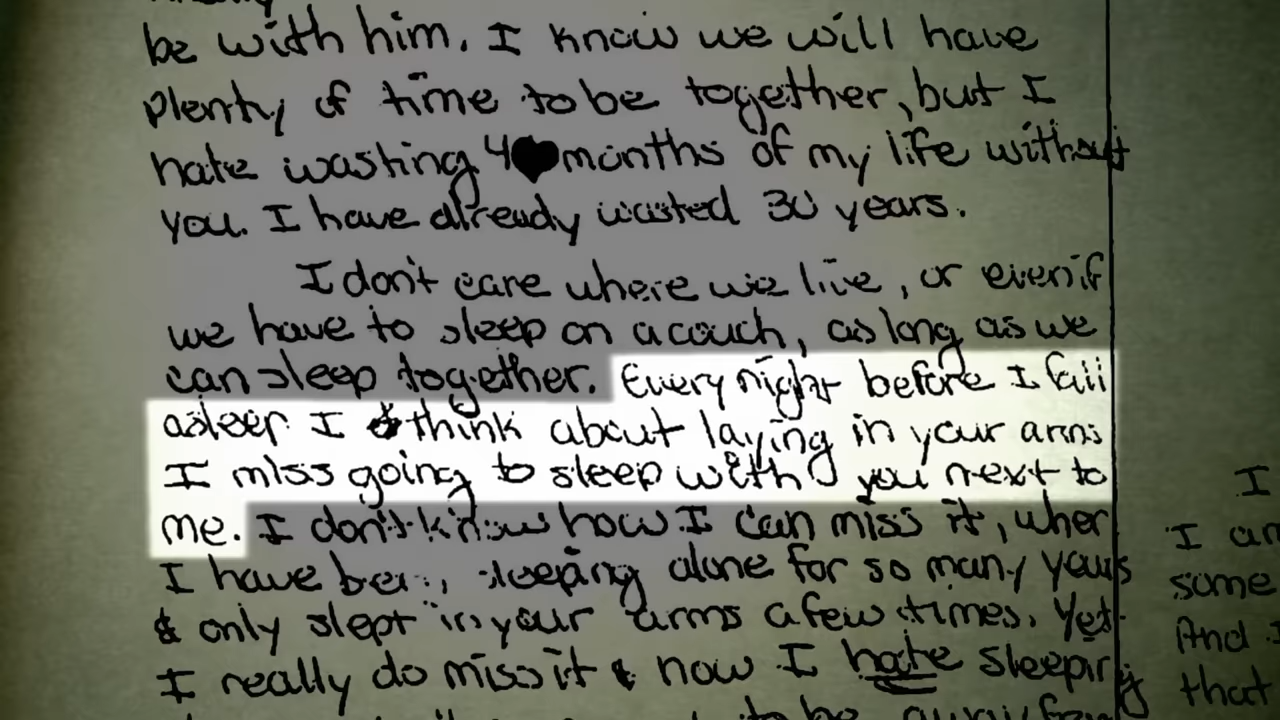 be with him. I know we will have
plenty of time to be together, but I
hate wasting 4 months of my life without
you. I have already wasted 30 years.
I don't care where we live, or even if
we have to sleep on a couch, as long as we
can sleep together. Every night before I fall
asleep I think about laying in your arms
I miss going to sleep with you next to
me. I don't know how I can miss it, when
I have been sleeping alone for so many years
& only slept in your arms a few times. Yet
I really do miss it & now I hate sleeping
to be away
I
I am
some
And I
that